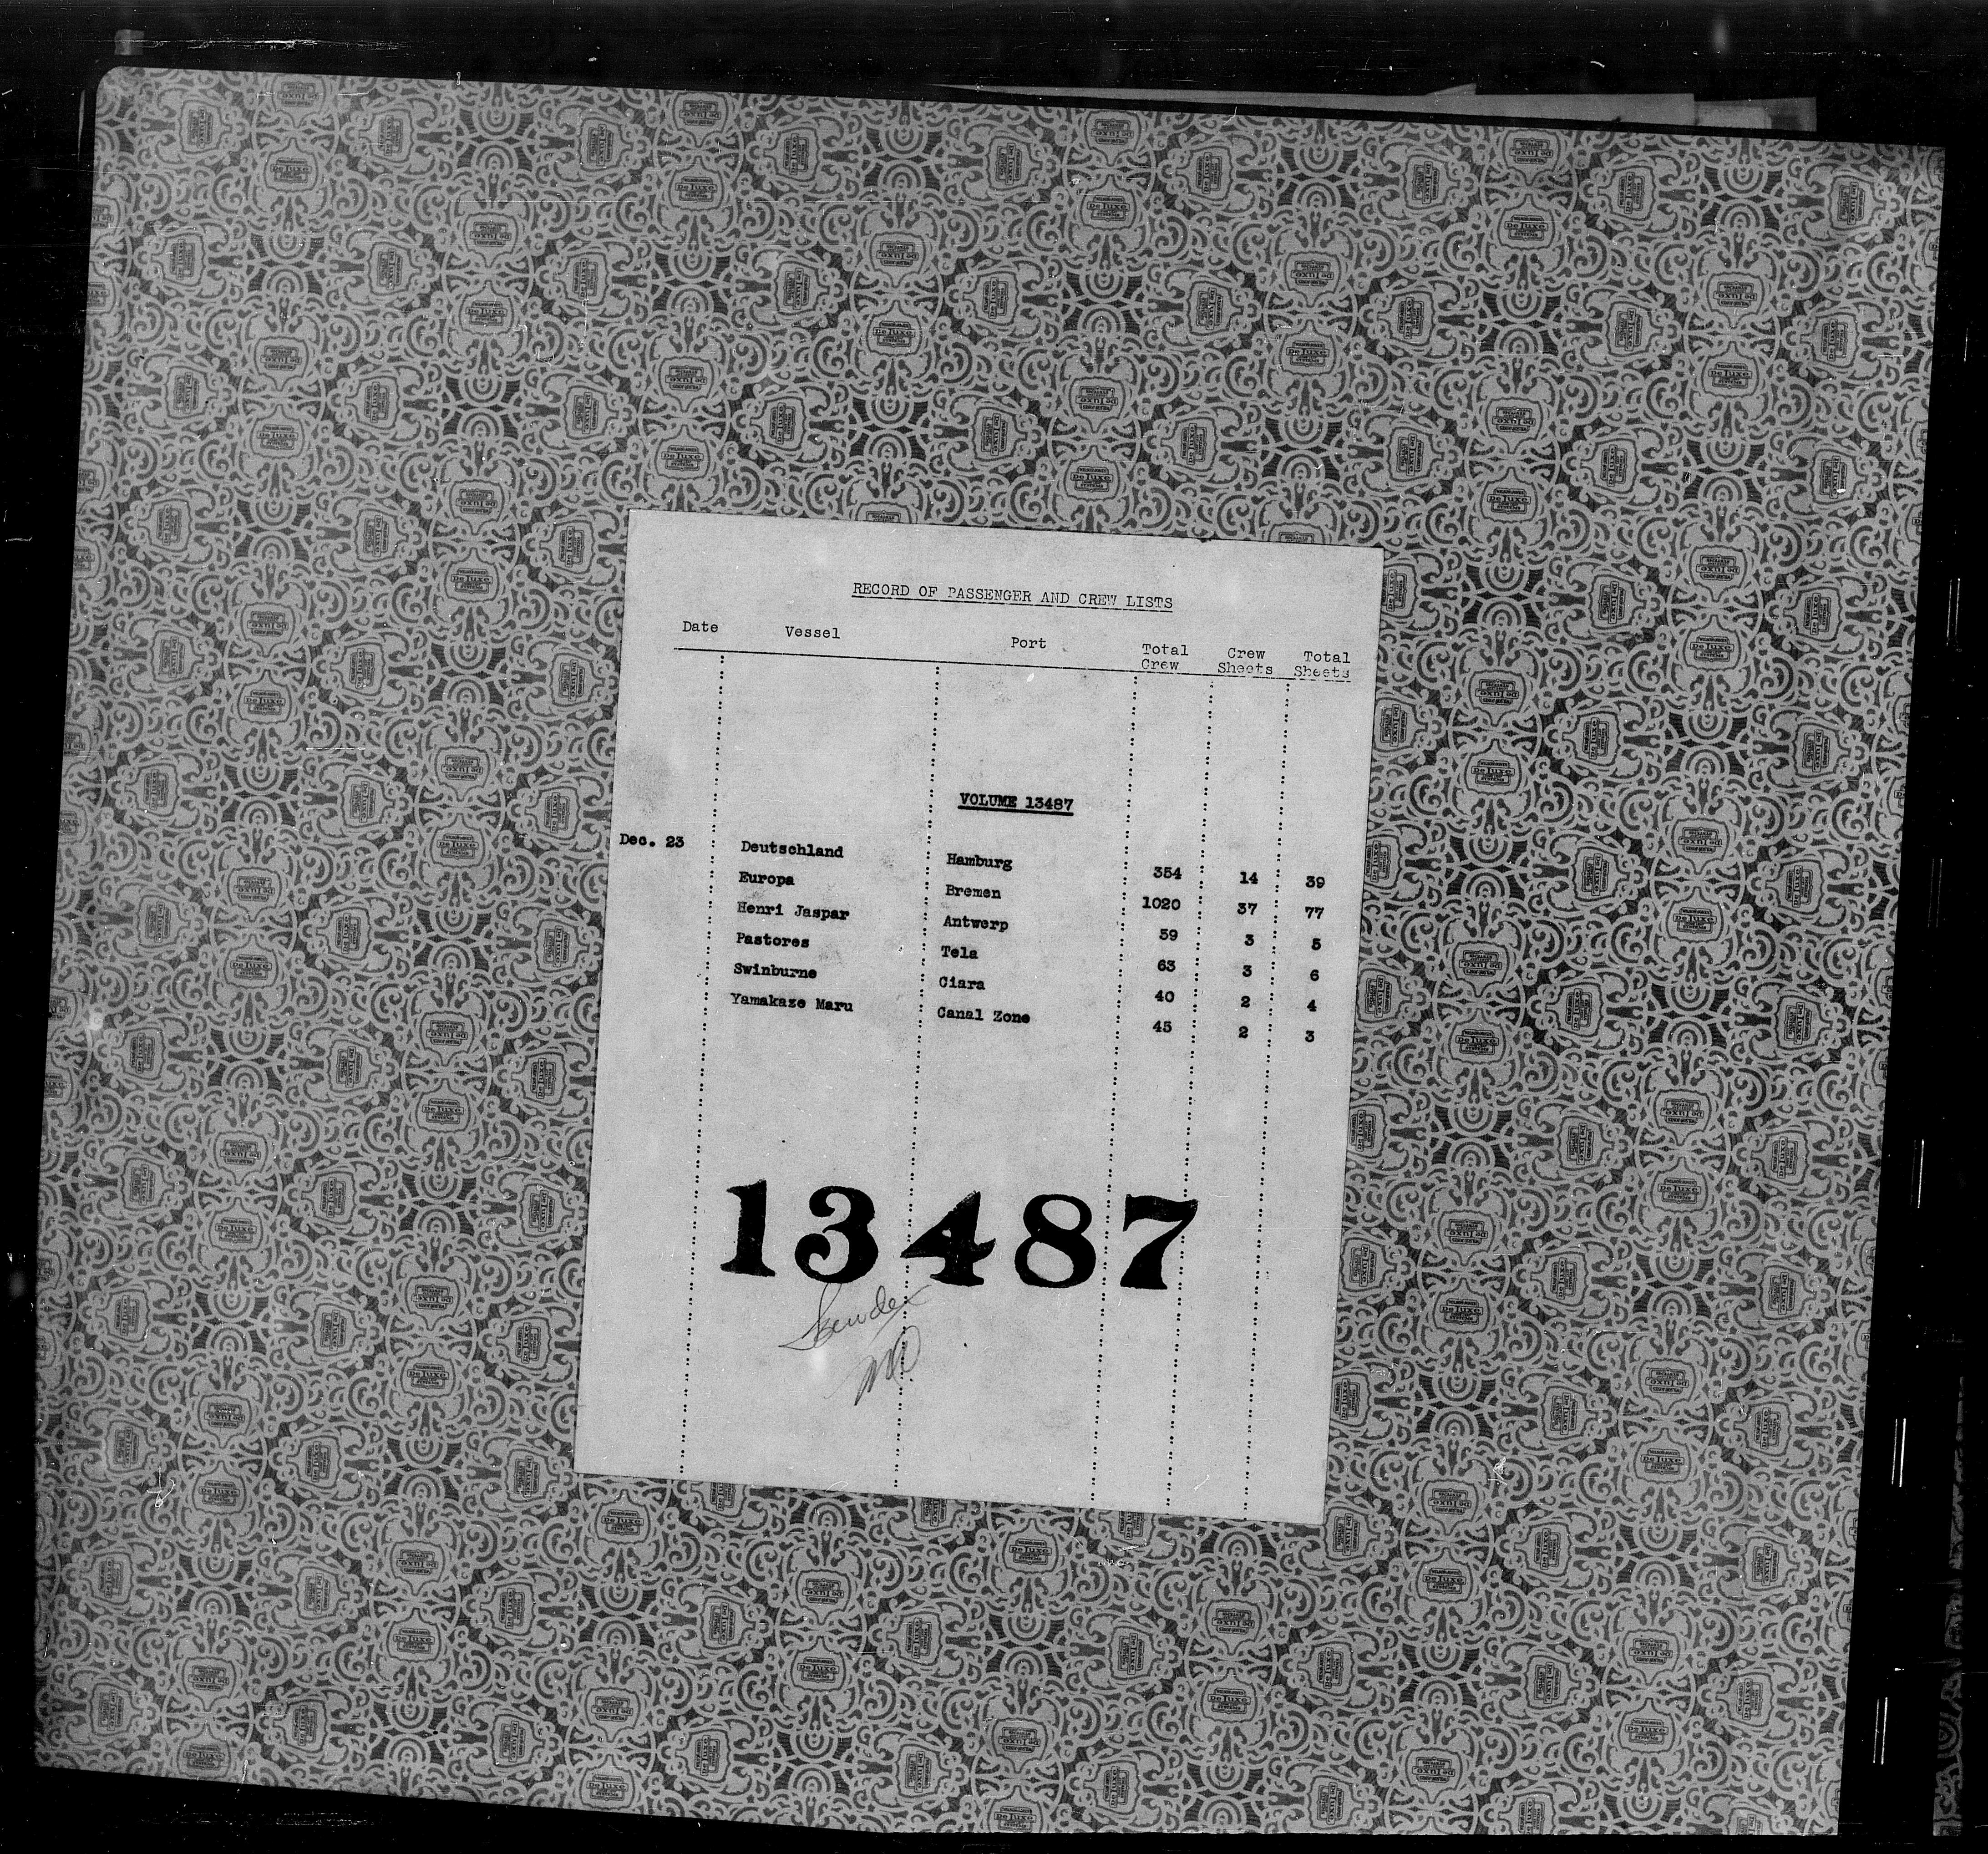 RECORD OF PASSENGER AND CREW LISTS
Date Vessel Port Total Crew Crew Sheets Total Sheets
VOLUME 13487
Dec. 23 Deutschland Hamburg 354 14 39
Europa Bremen 1020 37 77
Henri Jaspar Antwerp 59 3 5
Pastores Tela 63 3 6
Swinburne Ciara 40 2 4
Yamakaze Maru Canal Zone 45 2 3
13487